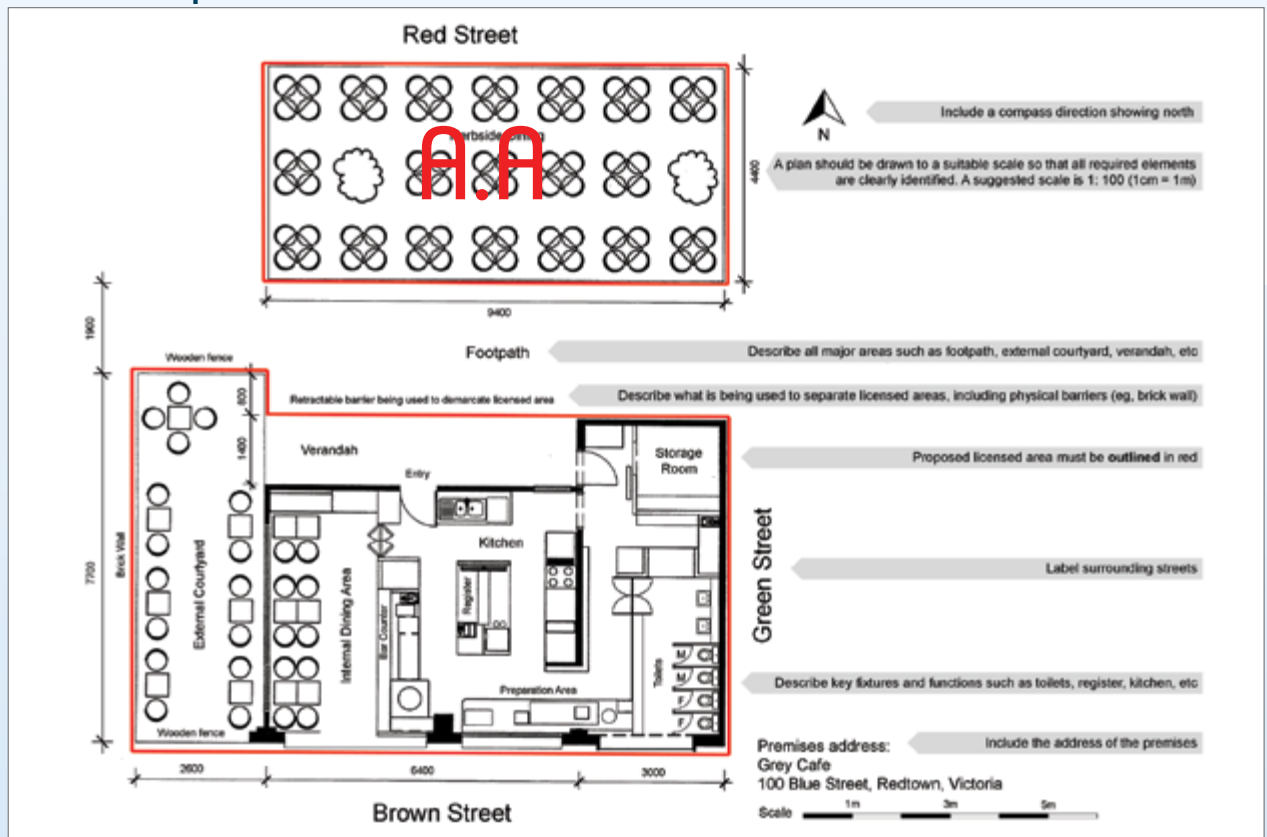 Red Street
A.A
N
Include a compass direction showing north
A plan should be drawn to a suitable scale so that all required elements
are clearly identified. A suggested scale is 1: 100 (1cm = 1m)
4400
9400
1900
Footpath
Describe all major areas such as footpath, external courtyard, verandah, etc
Wooden fence
600
Retractable barrier being used to demarcate licensed area
Describe what is being used to separate licensed areas, including physical barriers (eg, brick wall)
1400
Verandah
Entry
Storage
Room
Proposed licensed area must be outlined in red
Kitchen
7700
Brick Wall
External Courtyard
Internal Dining Area
Bar Counter
Register
Green Street
Label surrounding streets
Toilets
M
M
F
F
Preparation Area
Describe key fixtures and functions such as toilets, register, kitchen, etc
Wooden fence
Premises address:
Include the address of the premises
Grey Cafe
100 Blue Street, Redtown, Victoria
2600
6400
3000
Brown Street
Scale
1m
3m
5m